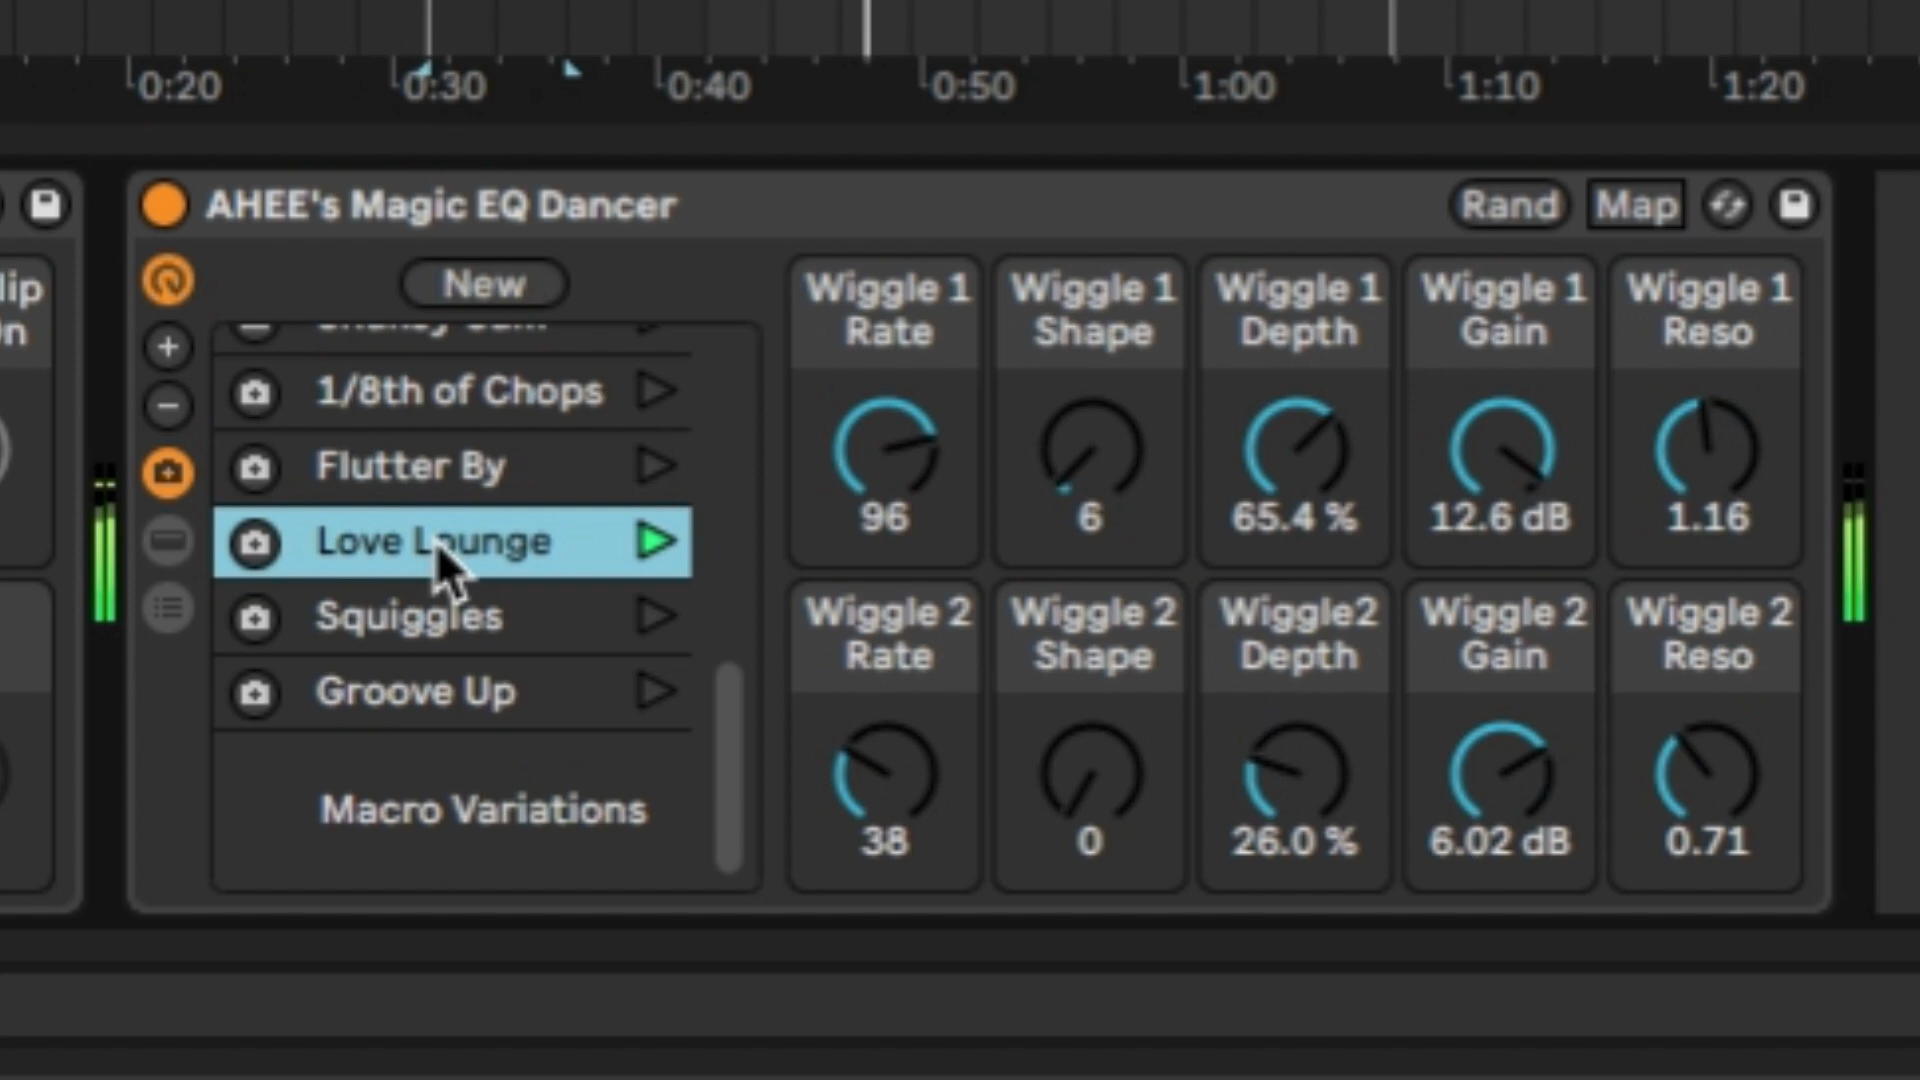 0:20 0:30 0:40 0:50 1:00 1:10 1:20
AHEE's Magic EQ Dancer Rand Map
New
1/8th of Chops
Flutter By
Love Lounge
Squiggles
Groove Up
Macro Variations
Wiggle 1 Wiggle 1 Wiggle 1 Wiggle 1 Wiggle 1
Rate Shape Depth Gain Reso
96 6 65.4 % 12.6 dB 1.16
Wiggle 2 Wiggle 2 Wiggle2 Wiggle 2 Wiggle 2
Rate Shape Depth Gain Reso
38 0 26.0 % 6.02 dB 0.71